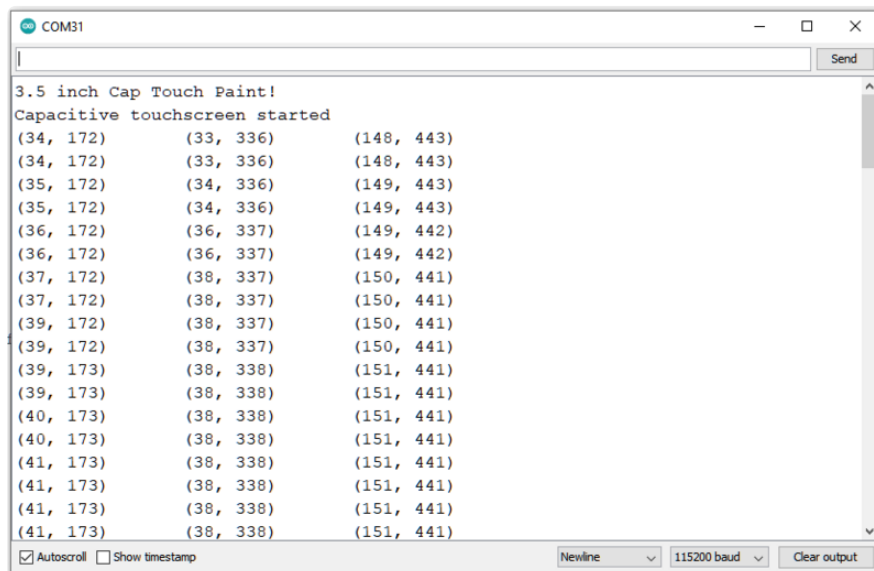 COM31
Send
3.5 inch Cap Touch Paint!
Capacitive touchscreen started
(34, 172) (33, 336) (148, 443)
(34, 172) (33, 336) (148, 443)
(35, 172) (34, 336) (149, 443)
(35, 172) (34, 336) (149, 443)
(36, 172) (36, 337) (149, 442)
(36, 172) (36, 337) (149, 442)
(37, 172) (38, 337) (150, 441)
(37, 172) (38, 337) (150, 441)
(39, 172) (38, 337) (150, 441)
(39, 172) (38, 337) (150, 441)
(39, 173) (38, 338) (151, 441)
(39, 173) (38, 338) (151, 441)
(40, 173) (38, 338) (151, 441)
(40, 173) (38, 338) (151, 441)
(41, 173) (38, 338) (151, 441)
(41, 173) (38, 338) (151, 441)
(41, 173) (38, 338) (151, 441)
(41, 173) (38, 338) (151, 441)
Autoscroll Show timestamp Newline 115200 baud Clear output